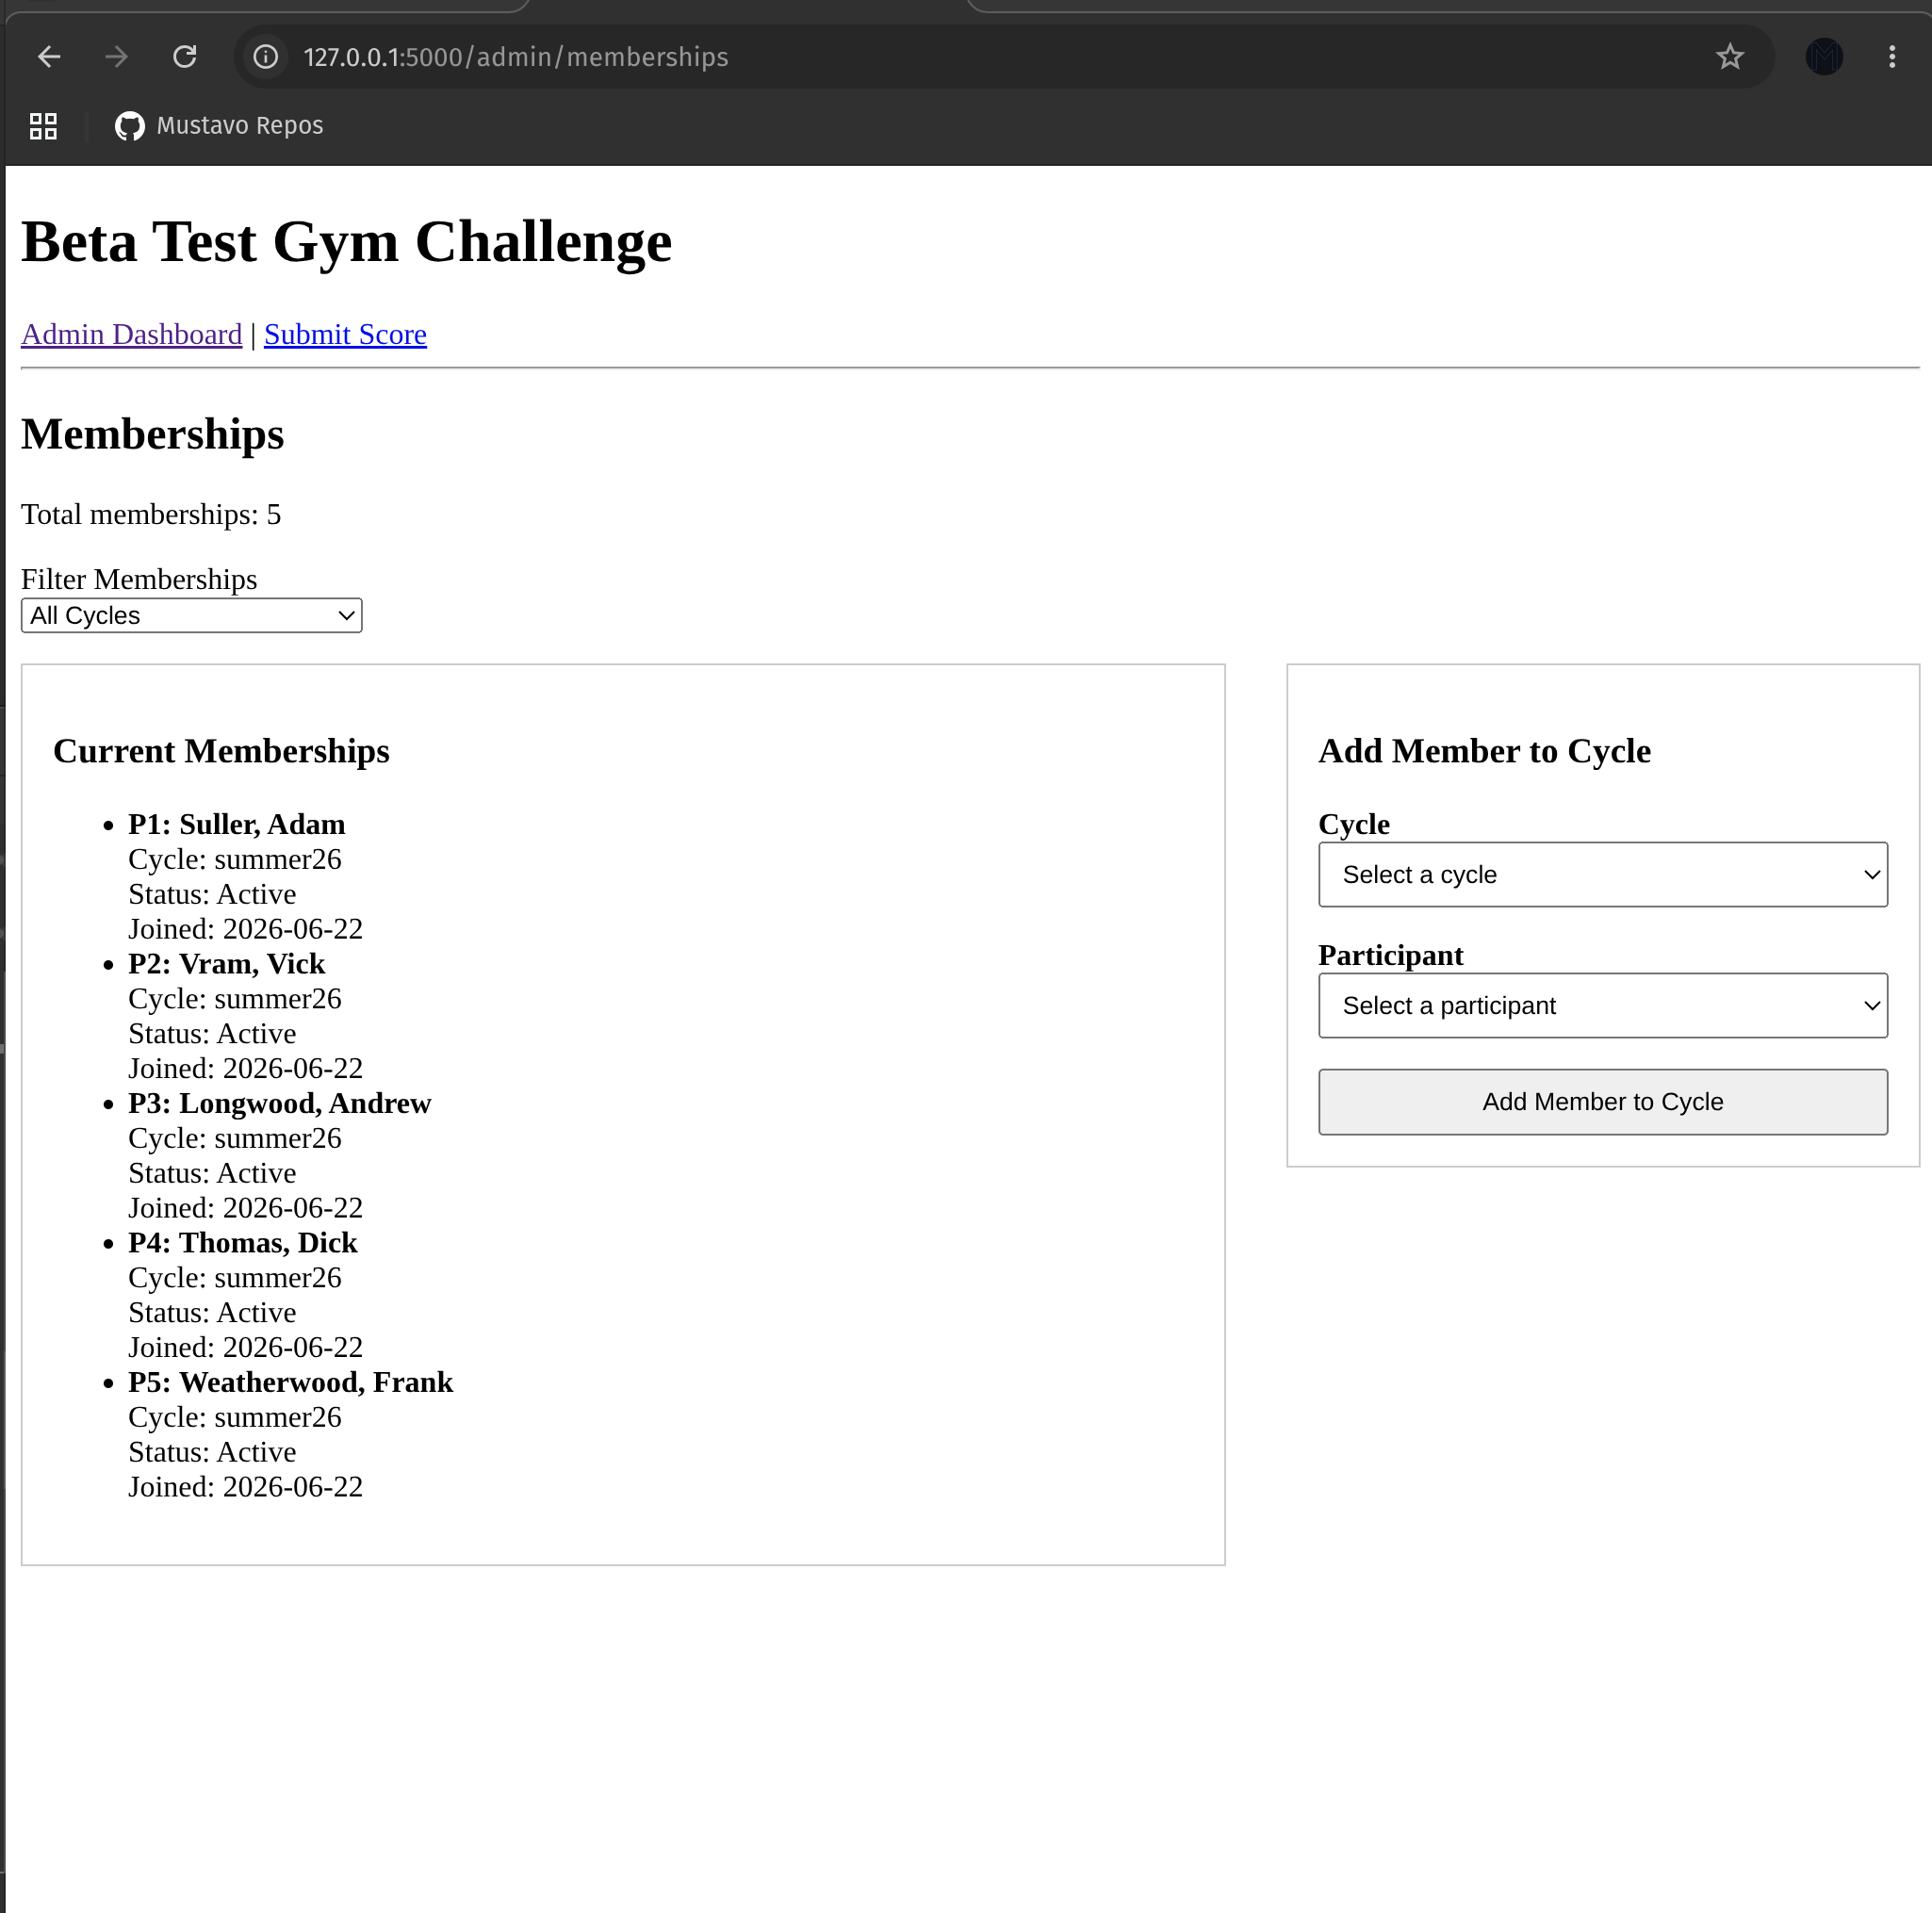 127.0.0.1:5000/admin/memberships
Mustavo Repos
Beta Test Gym Challenge
Admin Dashboard | Submit Score
Memberships
Total memberships: 5
Filter Memberships
All Cycles
Current Memberships
P1: Suller, Adam
Cycle: summer26
Status: Active
Joined: 2026-06-22
P2: Vram, Vick
Cycle: summer26
Status: Active
Joined: 2026-06-22
P3: Longwood, Andrew
Cycle: summer26
Status: Active
Joined: 2026-06-22
P4: Thomas, Dick
Cycle: summer26
Status: Active
Joined: 2026-06-22
P5: Weatherwood, Frank
Cycle: summer26
Status: Active
Joined: 2026-06-22
Add Member to Cycle
Cycle
Select a cycle
Participant
Select a participant
Add Member to Cycle